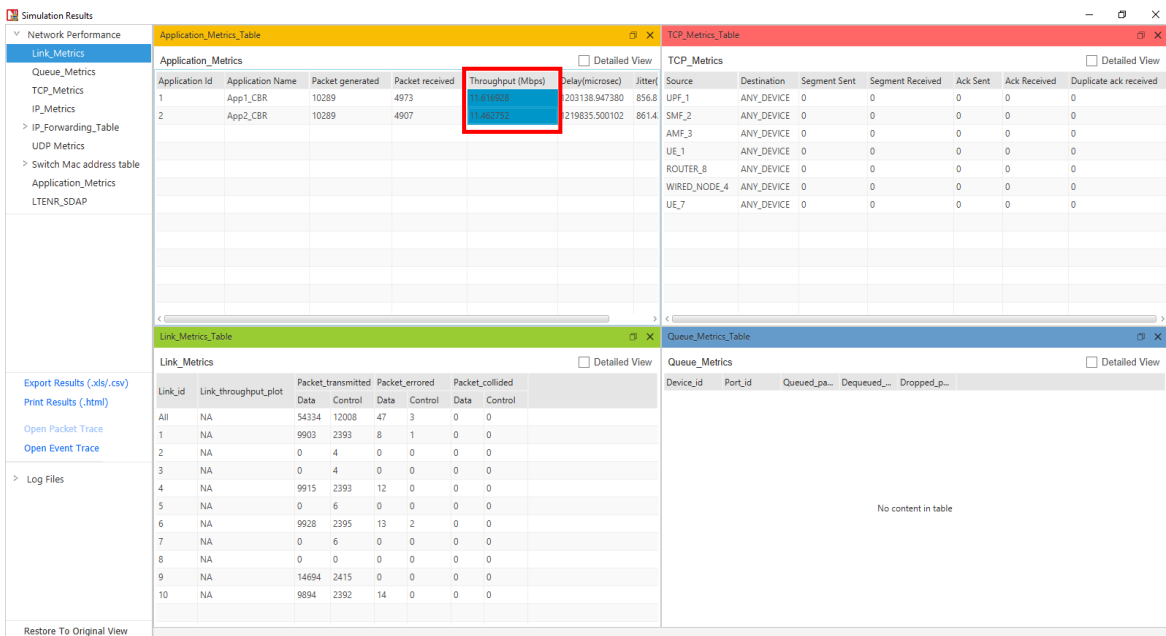 Simulation Results
Network Performance
Link_Metrics
Queue_Metrics
TCP_Metrics
IP_Metrics
IP_Forwarding_Table
UDP Metrics
Switch Mac address table
Application_Metrics
LTENR_SDAP
Export Results (.xls/.csv)
Print Results (.html)
Open Packet Trace
Open Event Trace
Log Files
Restore To Original View
Application_Metrics_Table
Application_Metrics Detailed View
Application Id Application Name Packet generated Packet received Throughput (Mbps) Delay(microsec) Jitter(
1 App1_CBR 10289 4973 11.616928 1203138.947380 856.8
2 App2_CBR 10289 4907 11.462752 1219835.500102 861.4
TCP_Metrics_Table
TCP_Metrics Detailed View
Source Destination Segment Sent Segment Received Ack Sent Ack Received Duplicate ack received
UPF_1 ANY_DEVICE 0 0 0 0 0
SMF_2 ANY_DEVICE 0 0 0 0 0
AMF_3 ANY_DEVICE 0 0 0 0 0
UE_1 ANY_DEVICE 0 0 0 0 0
ROUTER_8 ANY_DEVICE 0 0 0 0 0
WIRED_NODE_4 ANY_DEVICE 0 0 0 0 0
UE_7 ANY_DEVICE 0 0 0 0 0
Link_Metrics_Table
Link_Metrics Detailed View
Link_id Link_throughput_plot Packet_transmitted Packet_errored Packet_collided
Data Control Data Control Data Control
All NA 54334 12008 47 3 0 0
1 NA 9903 2393 8 1 0 0
2 NA 0 4 0 0 0 0
3 NA 0 4 0 0 0 0
4 NA 9915 2393 12 0 0 0
5 NA 0 6 0 0 0 0
6 NA 9928 2395 13 2 0 0
7 NA 0 6 0 0 0 0
8 NA 0 0 0 0 0 0
9 NA 14694 2415 0 0 0 0
10 NA 9894 2392 14 0 0 0
Queue_Metrics_Table
Queue_Metrics Detailed View
Device_id Port_id Queued_pa... Dequeued_... Dropped_p...
No content in table